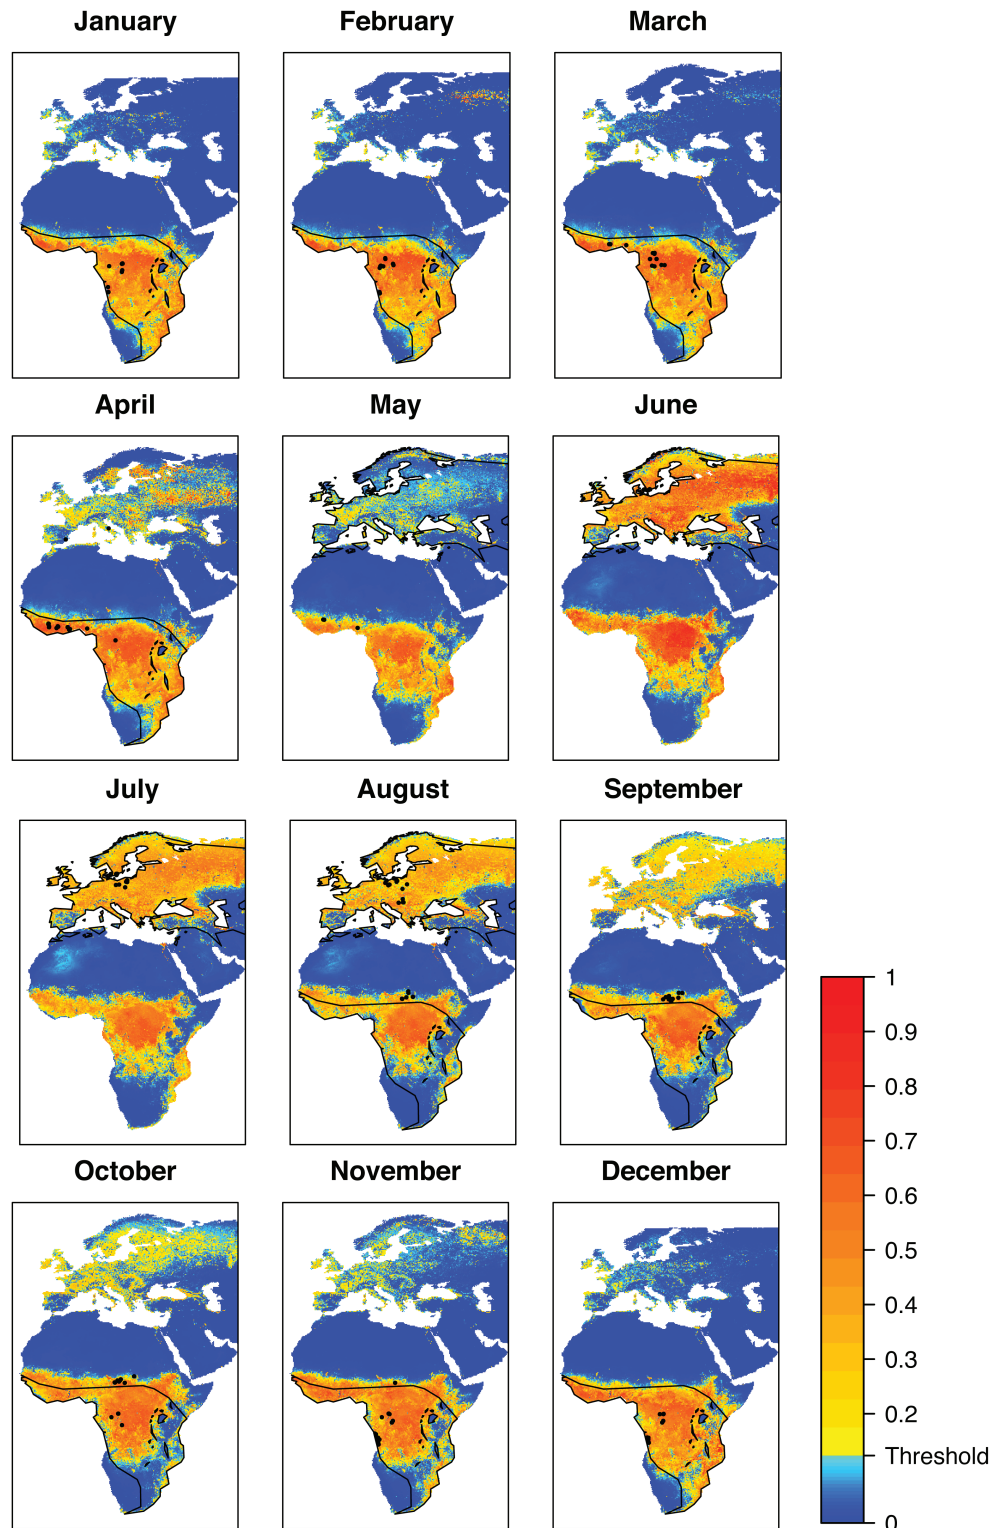 January
February
March
April
May
June
July
August
September
October
November
December
1
0.9
0.8
0.7
0.6
0.5
0.4
0.3
0.2
Threshold
0